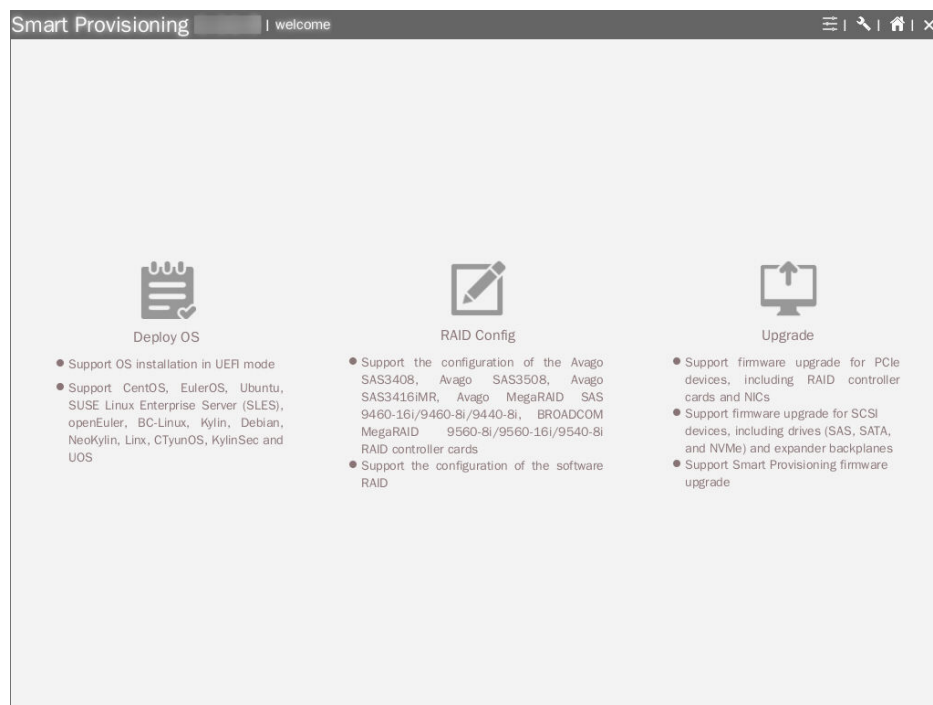 Smart Provisioning | welcome
Deploy OS
Support OS installation in UEFI mode
Support CentOS, EulerOS, Ubuntu,
SUSE Linux Enterprise Server (SLES),
openEuler, BC-Linux, Kylin, Debian,
NeoKylin, Linx, CTyunOS, KylinSec and
UOS
RAID Config
Support the configuration of the Avago
SAS3408, Avago SAS3508, Avago
SAS3416iMR, Avago MegaRAID SAS
9460-16i/9460-8i/9440-8i, BROADCOM
MegaRAID 9560-8i/9560-16i/9540-8i
RAID controller cards
Support the configuration of the software
RAID
Upgrade
Support firmware upgrade for PCIe
devices, including RAID controller
cards and NICs
Support firmware upgrade for SCSI
devices, including drives (SAS, SATA,
and NVMe) and expander backplanes
Support Smart Provisioning firmware
upgrade